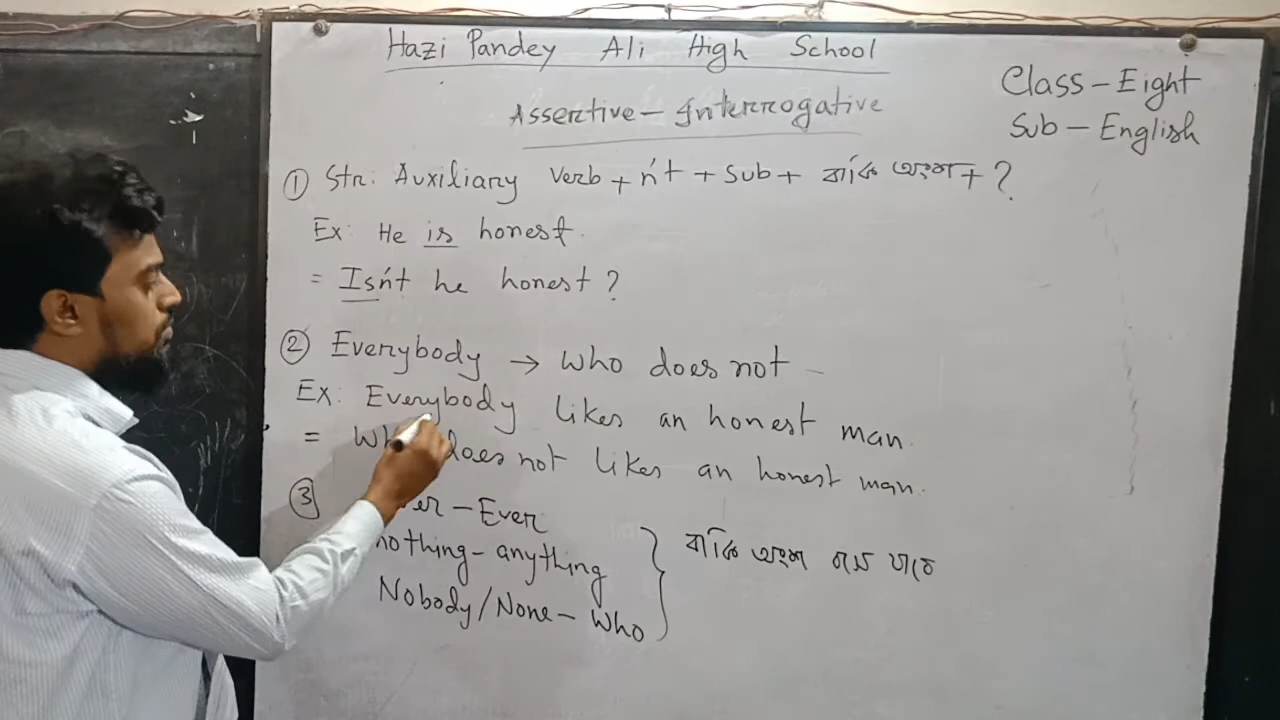 Hazi Pandey Ali High School
Assertive - Interrogative
Class - Eight
Sub - English
① Str: Auxiliary Verb + n't + Sub + বাকি অংশ + ?
Ex: He is honest.
= Isn't he honest?
② Everybody → Who does not
Ex: Everybody likes an honest man.
= does not likes an honest man.
③ - Ever
nothing - anything
Nobody/None - Who
বাকি অংশ